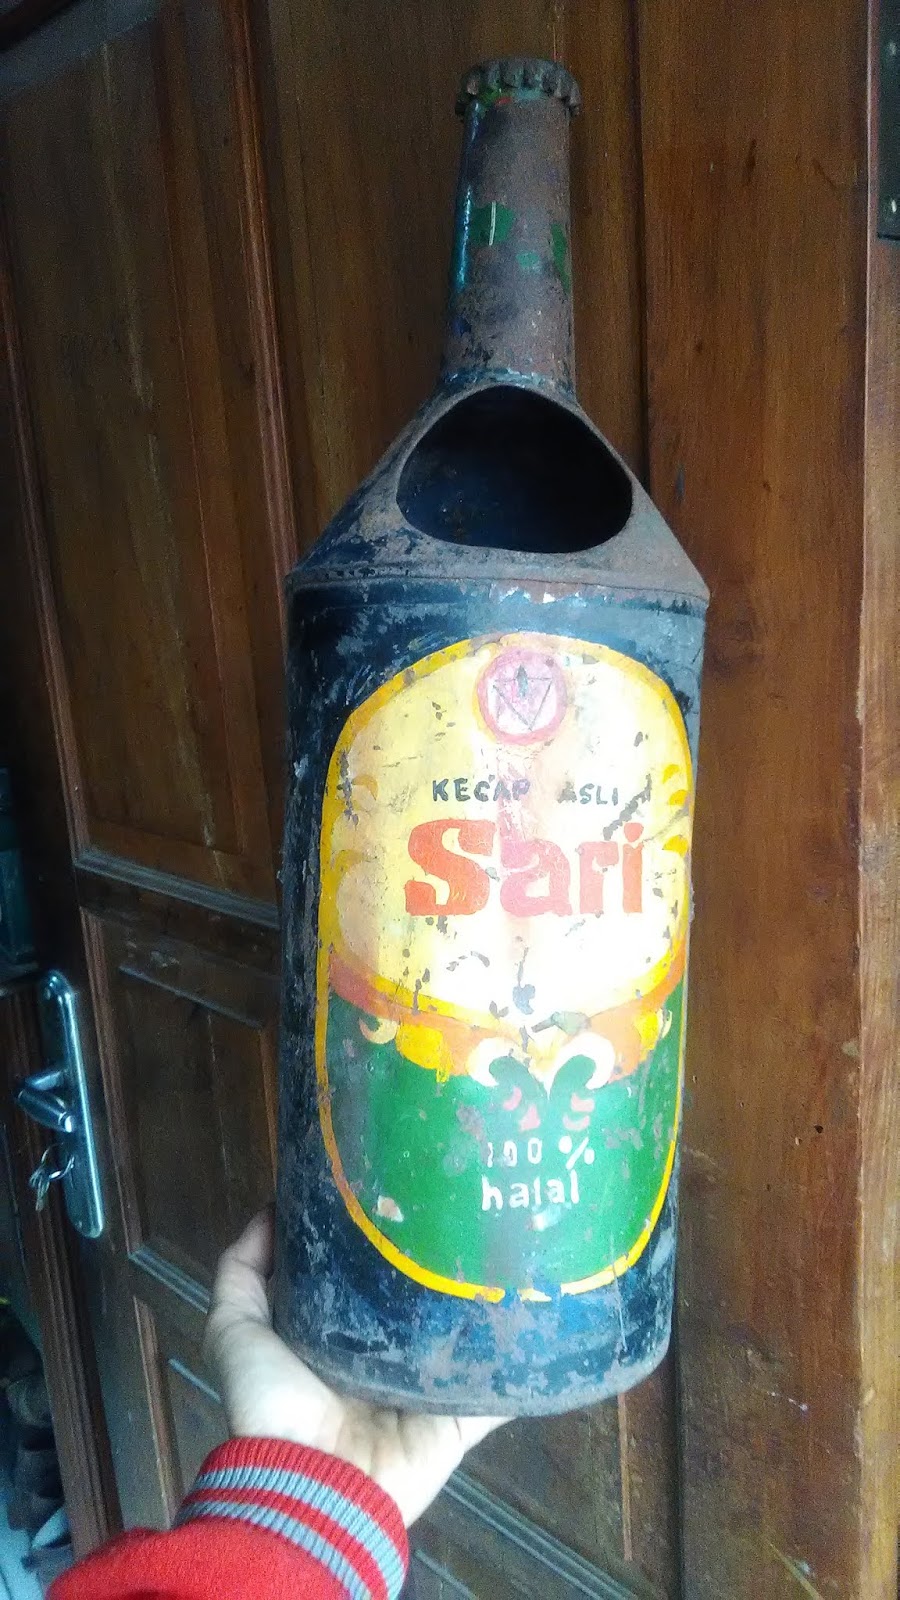 KECAP ASLI
Sari
100 %
halal